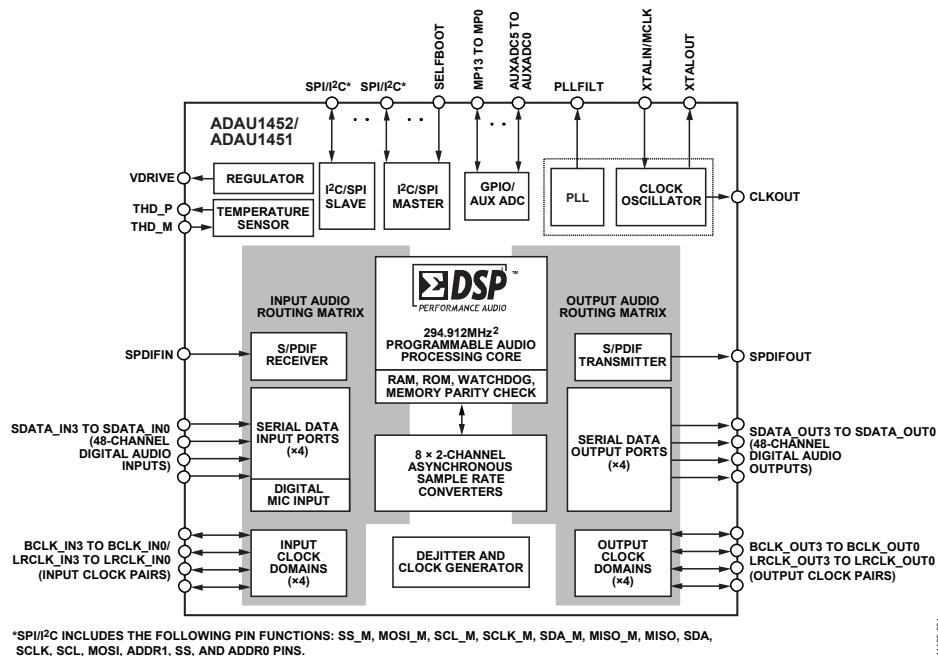 SPI/I2C*
SPI/I2C*
SELFBOOT
MP13 TO MP0
AUXADC5 TO
AUXADC0
PLLFILT
XTALIN/MCLK
XTALOUT
ADAU1452/
ADAU1451
VDRIVE
REGULATOR
THD_P
THD_M
TEMPERATURE
SENSOR
I2C/SPI
SLAVE
I2C/SPI
MASTER
GPIO/
AUX ADC
PLL
CLOCK
OSCILLATOR
CLKOUT
INPUT AUDIO
ROUTING MATRIX
DSP™
PERFORMANCE AUDIO
294.912MHz2
PROGRAMMABLE AUDIO
PROCESSING CORE
RAM, ROM, WATCHDOG,
MEMORY PARITY CHECK
OUTPUT AUDIO
ROUTING MATRIX
SPDIFIN
S/PDIF
RECEIVER
S/PDIF
TRANSMITTER
SPDIFOUT
SDATA_IN3 TO SDATA_IN0
(48-CHANNEL
DIGITAL AUDIO
INPUTS)
SERIAL DATA
INPUT PORTS
(×4)
DIGITAL
MIC INPUT
8 × 2-CHANNEL
ASYNCHRONOUS
SAMPLE RATE
CONVERTERS
SERIAL DATA
OUTPUT PORTS
(×4)
SDATA_OUT3 TO SDATA_OUT0
(48-CHANNEL
DIGITAL AUDIO
OUTPUTS)
BCLK_IN3 TO BCLK_IN0/
LRCLK_IN3 TO LRCLK_IN0
(INPUT CLOCK PAIRS)
INPUT
CLOCK
DOMAINS
(×4)
DEJITTER AND
CLOCK GENERATOR
OUTPUT
CLOCK
DOMAINS
(×4)
BCLK_OUT3 TO BCLK_OUT0
LRCLK_OUT3 TO LRCLK_OUT0
(OUTPUT CLOCK PAIRS)
*SPI/I2C INCLUDES THE FOLLOWING PIN FUNCTIONS: SS_M, MOSI_M, SCL_M, SCLK_M, SDA_M, MISO_M, MISO, SDA,
SCLK, SCL, MOSI, ADDR1, SS, AND ADDR0 PINS.